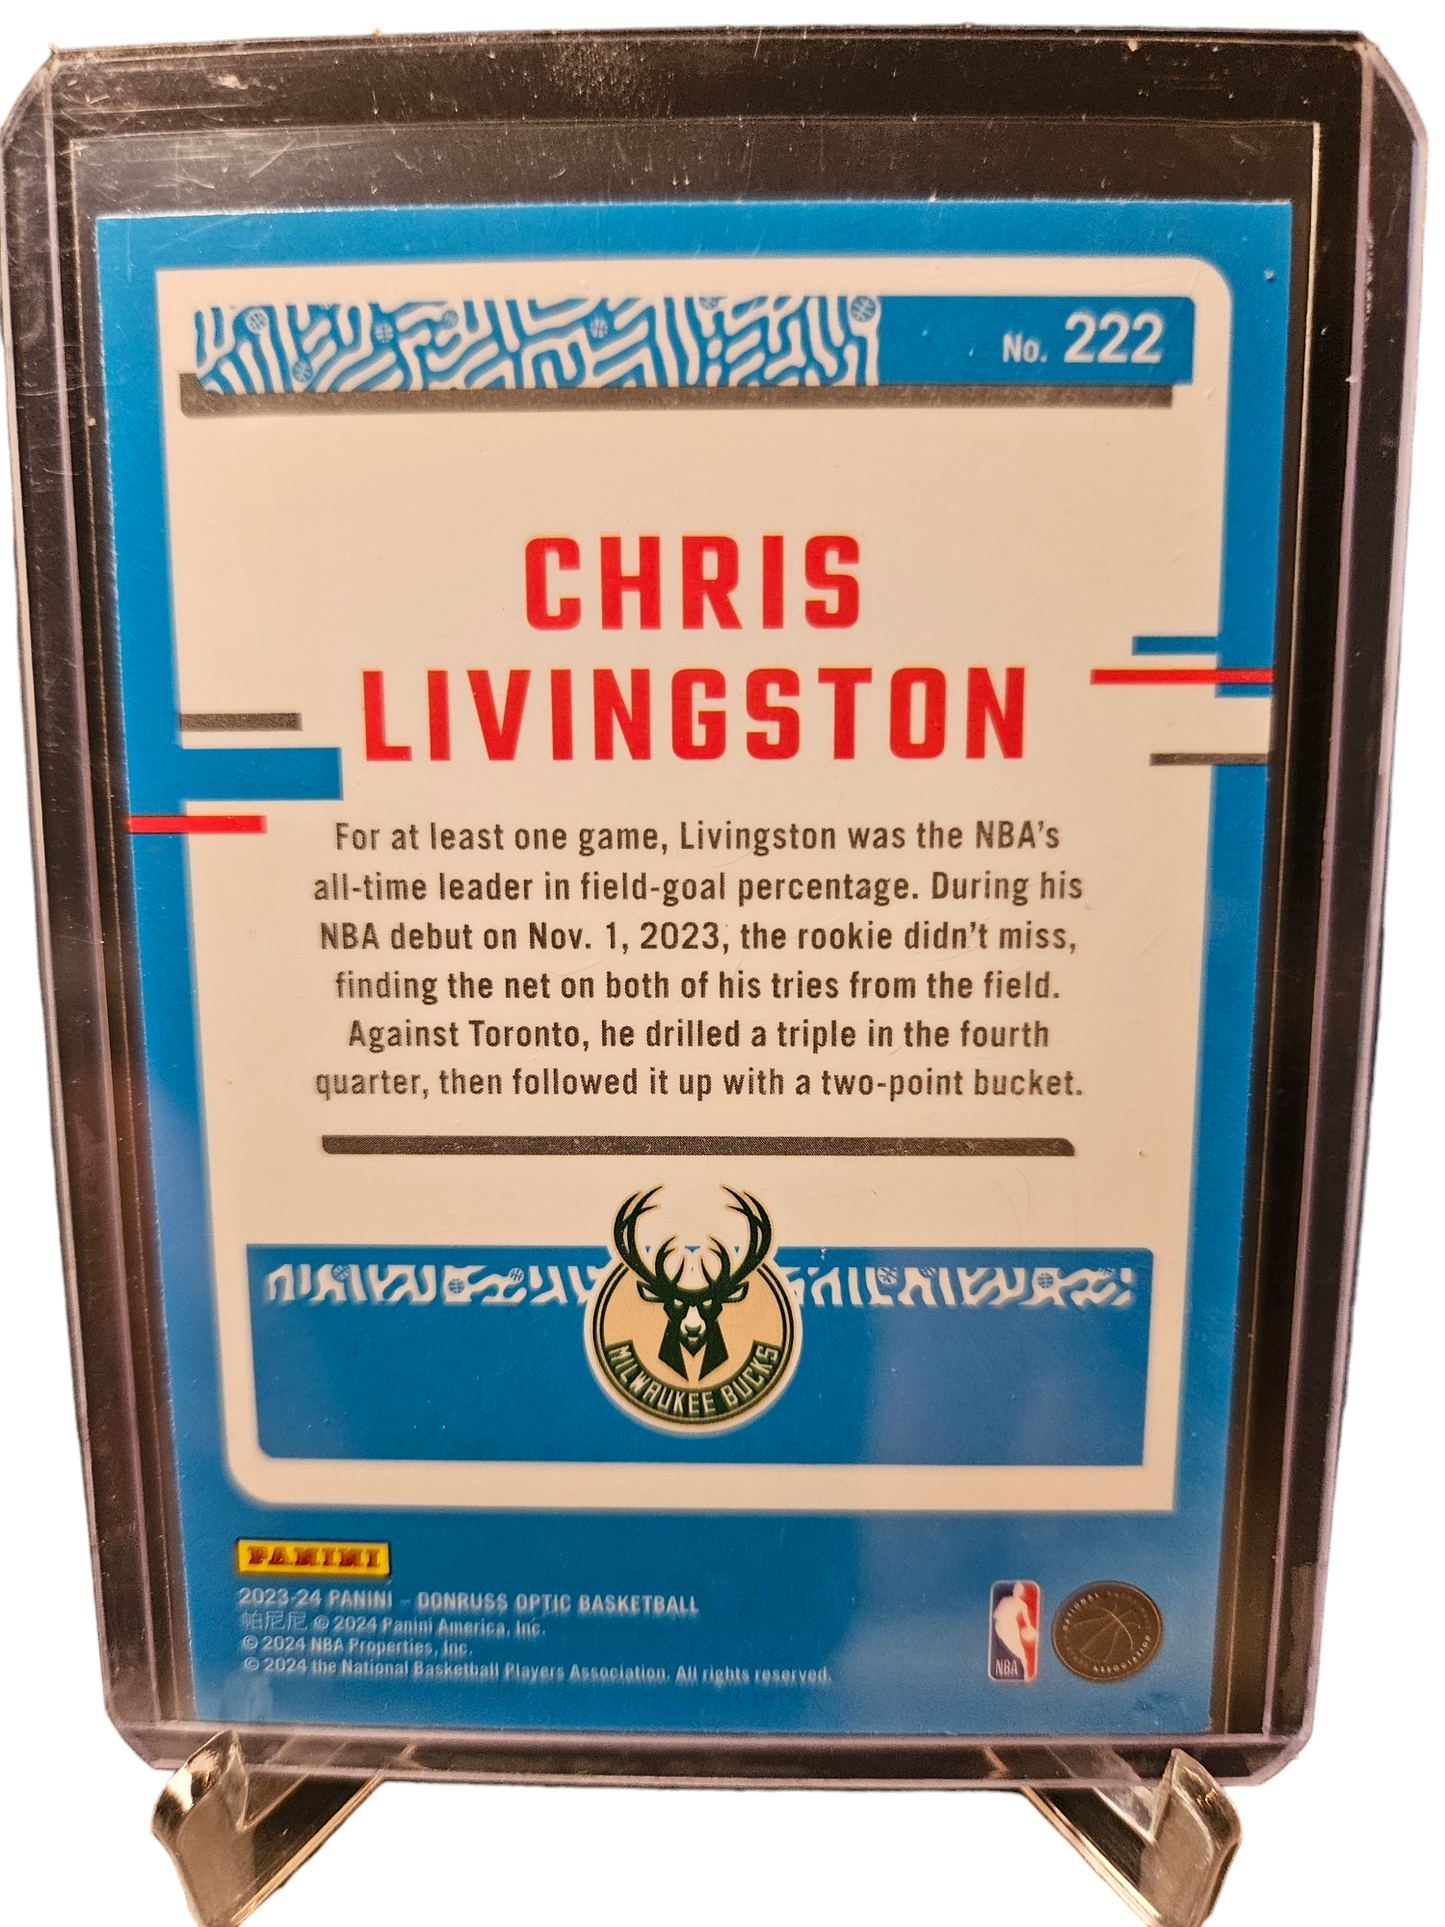 No. 222
CHRIS
LIVINGSTON
For at least one game, Livingston was the NBA's
all-time leader in field-goal percentage. During his
NBA debut on Nov. 1, 2023, the rookie didn't miss,
finding the net on both of his tries from the field.
Against Toronto, he drilled a triple in the fourth
quarter, then followed it up with a two-point bucket.
MILWAUKEE BUCKS
PANINI
2023-24 PANINI – DONRUSS OPTIC BASKETBALL
帕尼尼 © 2024 Panini America, Inc.
© 2024 NBA Properties, Inc.
© 2024 the National Basketball Players Association. All rights reserved.
NBA